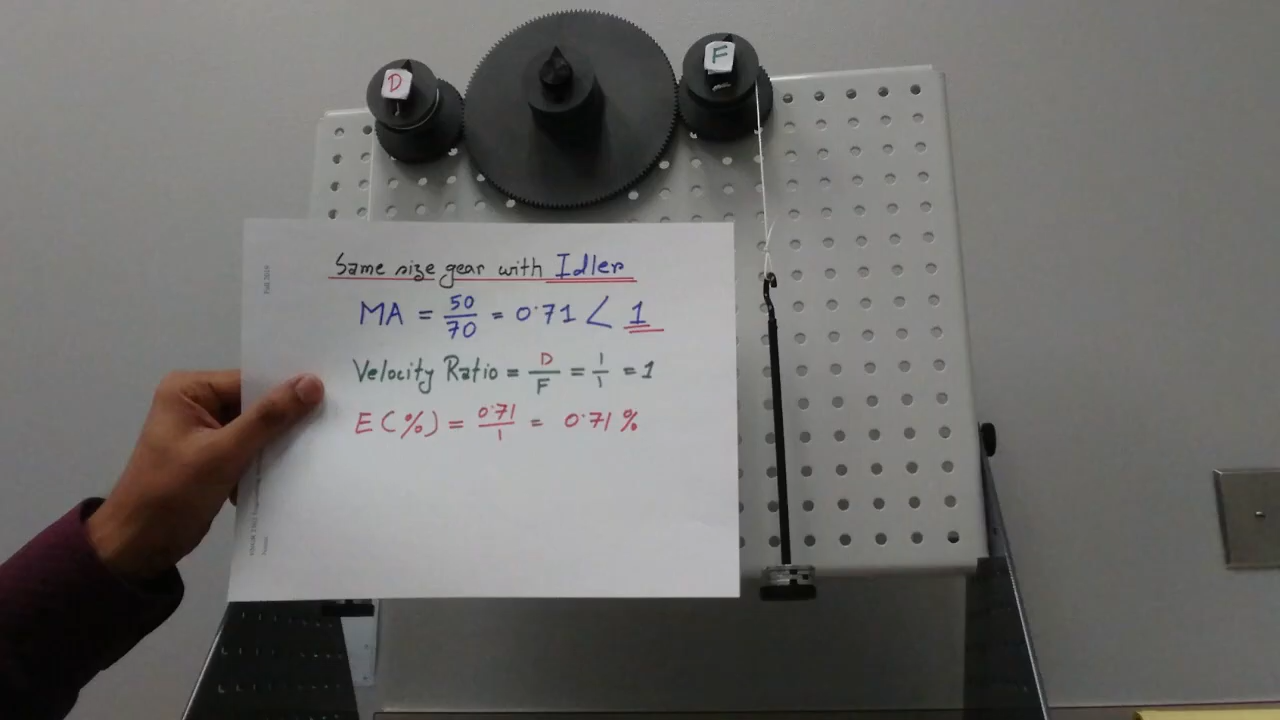 D
F
Same size gear with Idler
MA = 50/70 = 0.71 < 1
Velocity Ratio = D/F = 1/1 = 1
E (%) = 0.71/1 = 0.71 %